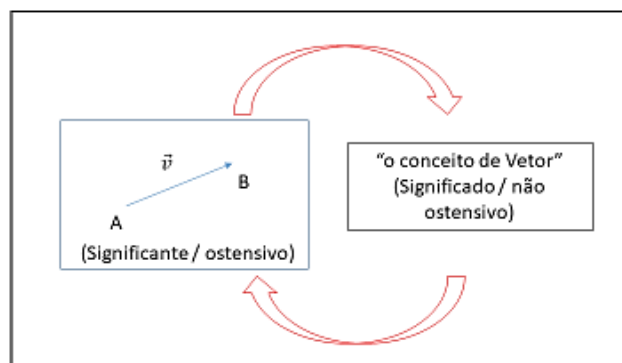 v⃗
B
A
(Significante / ostensivo)
“o conceito de Vetor”
(Significado / não
ostensivo)